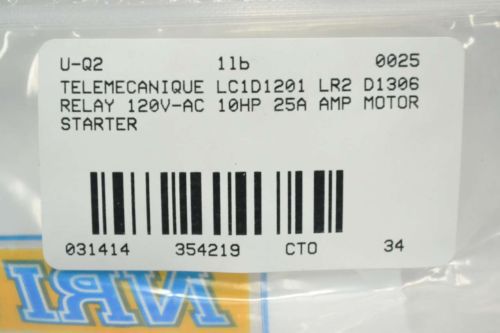 U-Q2 1lb 0025
TELEMECANIQUE LC1D1201 LR2 D1306
RELAY 120V-AC 10HP 25A AMP MOTOR
STARTER
031414 354219 CTO 34
MRI